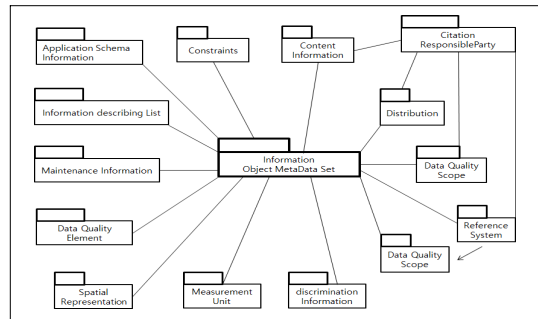 Application Schema
Information
Constraints
Content
Information
Citation
ResponsibleParty
Information describing List
Distribution
Information
Object MetaData Set
Maintenance Information
Data Quality
Scope
Data Quality
Element
Reference
System
Data Quality
Scope
Spatial
Representation
Measurement
Unit
discrimination
Information